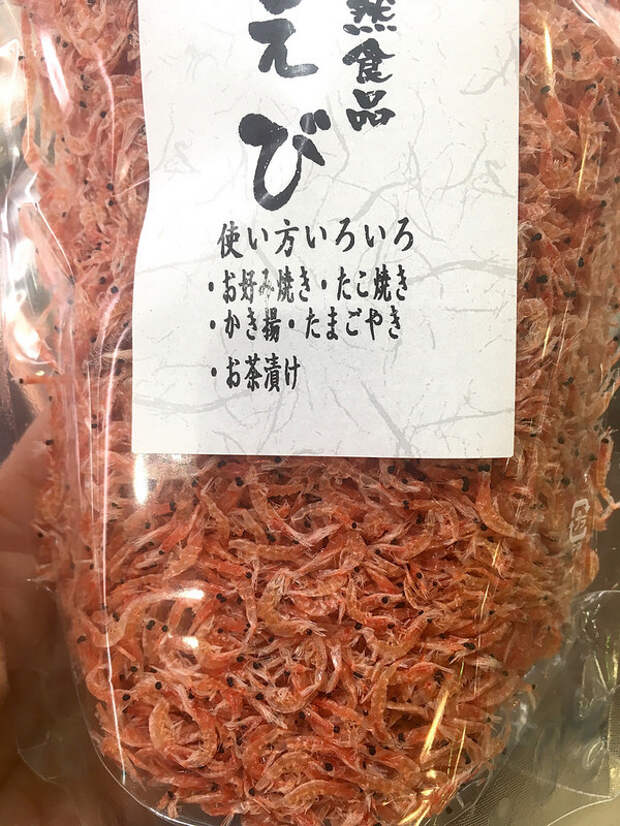 然食品
えび
使い方いろいろ
・お好み焼き・たこ焼き
・かき揚・たまごやき
・お茶漬け